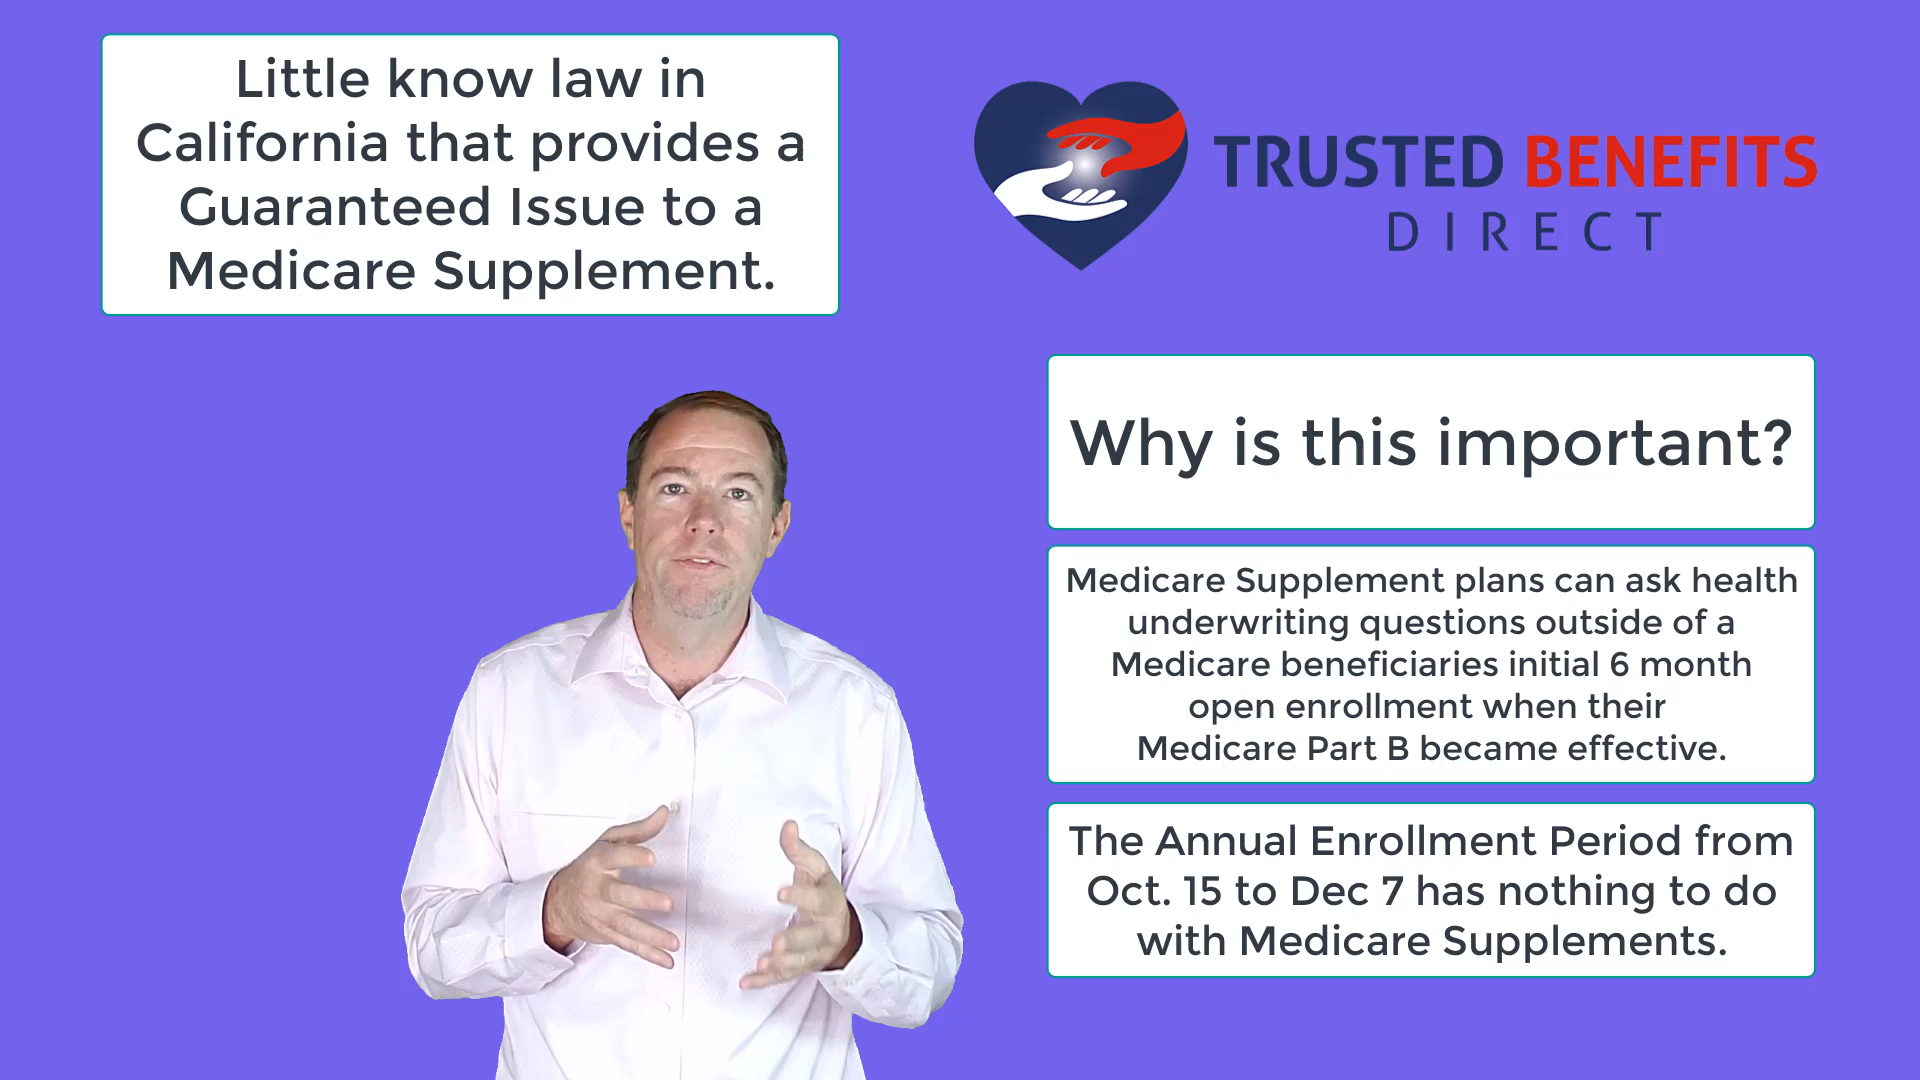 Little know law in
California that provides a
Guaranteed Issue to a
Medicare Supplement.
TRUSTED BENEFITS
DIRECT
Why is this important?
Medicare Supplement plans can ask health
underwriting questions outside of a
Medicare beneficiaries initial 6 month
open enrollment when their
Medicare Part B became effective.
The Annual Enrollment Period from
Oct. 15 to Dec 7 has nothing to do
with Medicare Supplements.